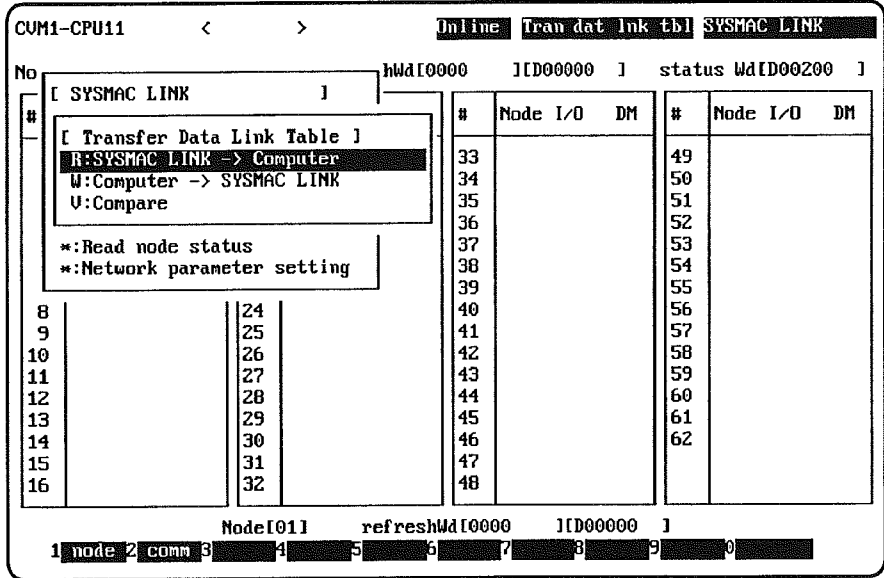 CVM1-CPU11 < > Online Tran dat lnk tbl SYSMAC LINK
No hWd[0000 ][D00000 ] status Wd[D00200 ]
[ SYSMAC LINK ]
# # Node I/O DM # Node I/O DM
[ Transfer Data Link Table ]
R:SYSMAC LINK -> Computer
W:Computer -> SYSMAC LINK
V:Compare
*:Read node status
*:Network parameter setting
33 49
34 50
35 51
36 52
37 53
38 54
39 55
8 24 40 56
9 25 41 57
10 26 42 58
11 27 43 59
12 28 44 60
13 29 45 61
14 30 46 62
15 31 47
16 32 48
Node[01] refreshWd[0000 ][D00000 ]
1 node 2 comm 3 4 5 6 7 8 9 0